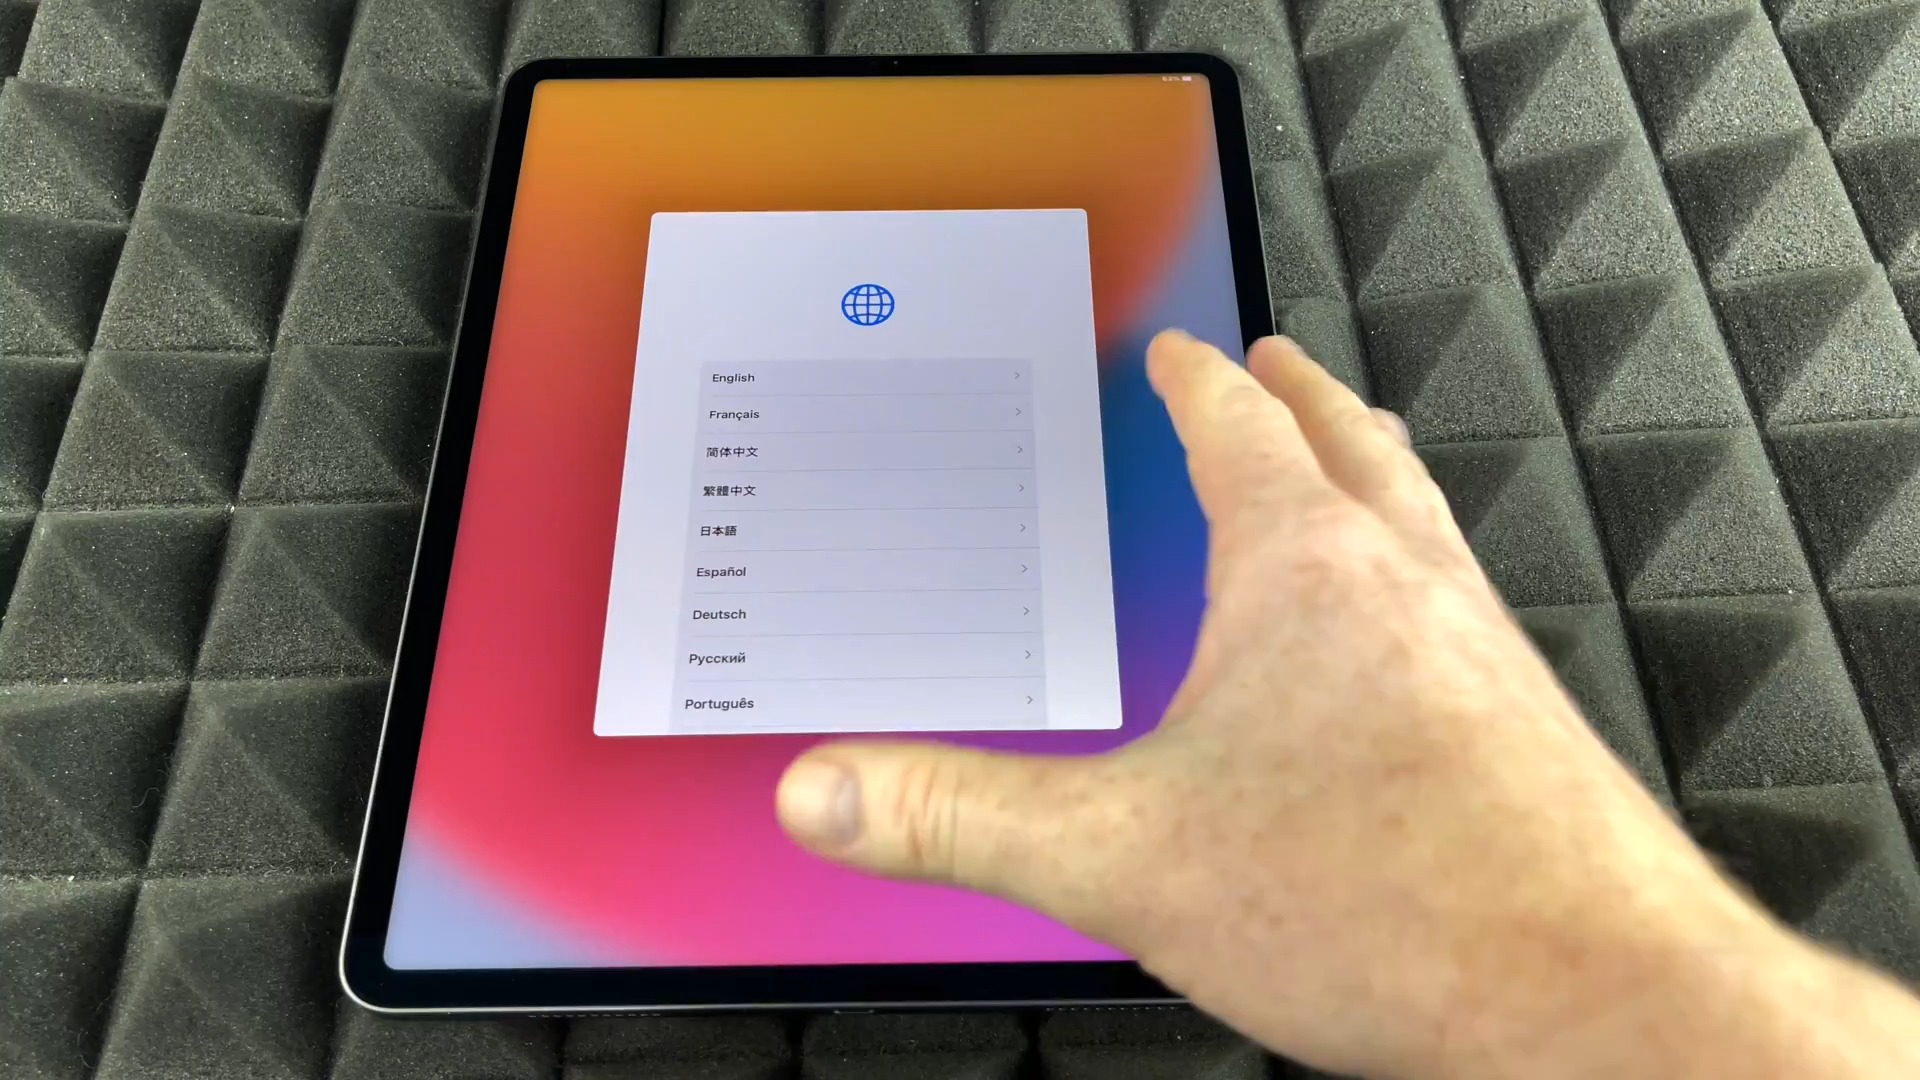 English
Français
简体中文
繁體中文
日本語
Español
Deutsch
Русский
Português